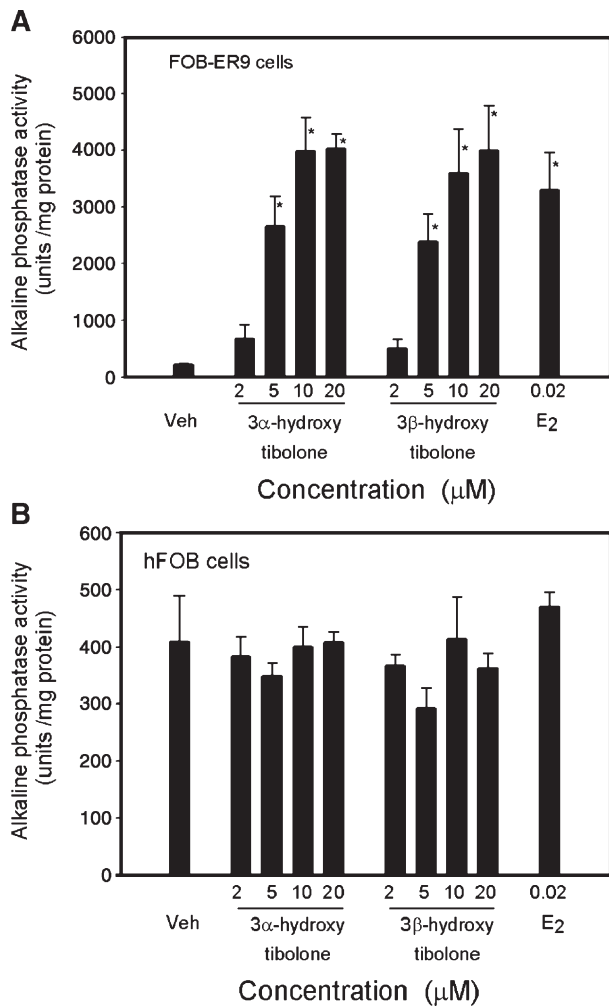 A
Alkaline phosphatase activity
(units /mg protein)
6000
5000
4000
3000
2000
1000
0
FOB-ER9 cells
* * * * * * *
2 5 10 20 2 5 10 20 0.02
Veh 3α-hydroxy tibolone 3β-hydroxy tibolone E2
Concentration (μM)
B
Alkaline phosphatase activity
(units /mg protein)
600
500
400
300
200
100
0
hFOB cells
2 5 10 20 2 5 10 20 0.02
Veh 3α-hydroxy tibolone 3β-hydroxy tibolone E2
Concentration (μM)